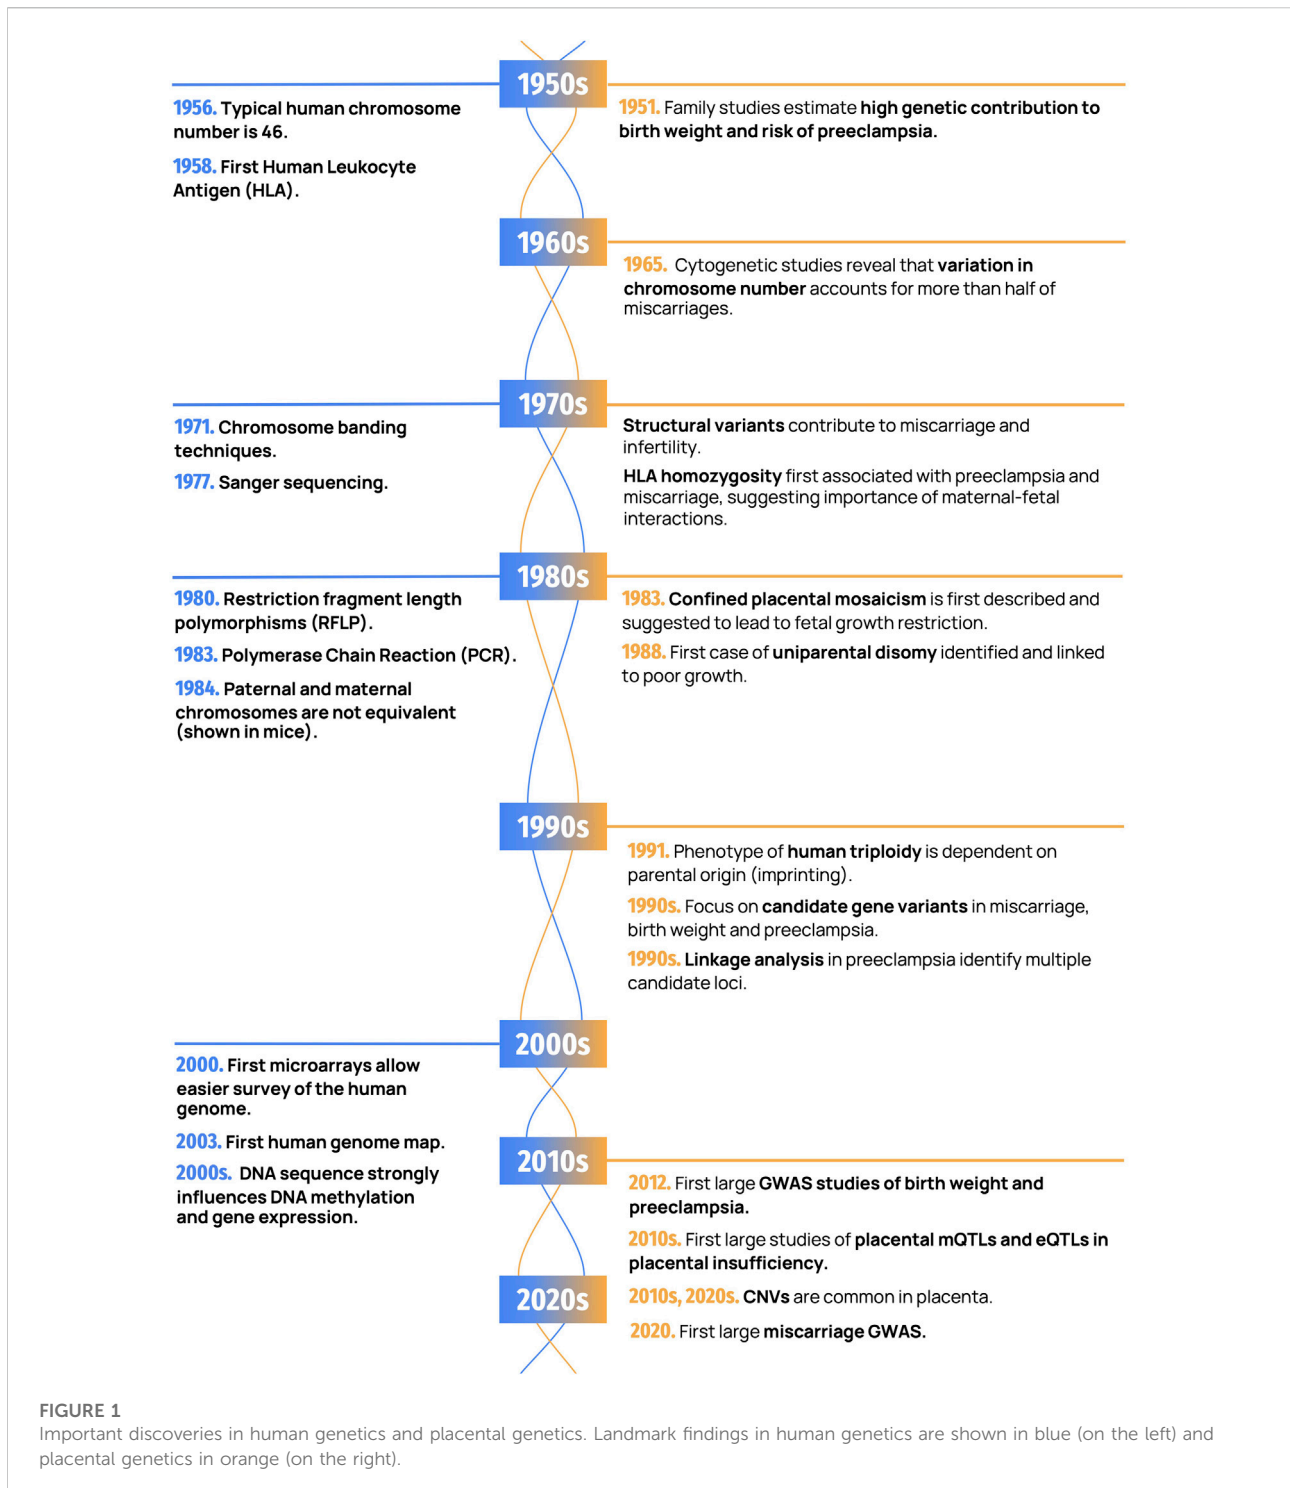 1950s
1956. Typical human chromosome
number is 46.
1958. First Human Leukocyte
Antigen (HLA).
1951. Family studies estimate high genetic contribution to
birth weight and risk of preeclampsia.
1960s
1965. Cytogenetic studies reveal that variation in
chromosome number accounts for more than half of
miscarriages.
1970s
1971. Chromosome banding
techniques.
1977. Sanger sequencing.
Structural variants contribute to miscarriage and
infertility.
HLA homozygosity first associated with preeclampsia and
miscarriage, suggesting importance of maternal-fetal
interactions.
1980s
1980. Restriction fragment length
polymorphisms (RFLP).
1983. Polymerase Chain Reaction (PCR).
1984. Paternal and maternal
chromosomes are not equivalent
(shown in mice).
1983. Confined placental mosaicism is first described and
suggested to lead to fetal growth restriction.
1988. First case of uniparental disomy identified and linked
to poor growth.
1990s
1991. Phenotype of human triploidy is dependent on
parental origin (imprinting).
1990s. Focus on candidate gene variants in miscarriage,
birth weight and preeclampsia.
1990s. Linkage analysis in preeclampsia identify multiple
candidate loci.
2000s
2000. First microarrays allow
easier survey of the human
genome.
2003. First human genome map.
2000s. DNA sequence strongly
influences DNA methylation
and gene expression.
2010s
2012. First large GWAS studies of birth weight and
preeclampsia.
2010s. First large studies of placental mQTLs and eQTLs in
placental insufficiency.
2010s, 2020s. CNVs are common in placenta.
2020. First large miscarriage GWAS.
2020s
FIGURE 1
Important discoveries in human genetics and placental genetics. Landmark findings in human genetics are shown in blue (on the left) and
placental genetics in orange (on the right).